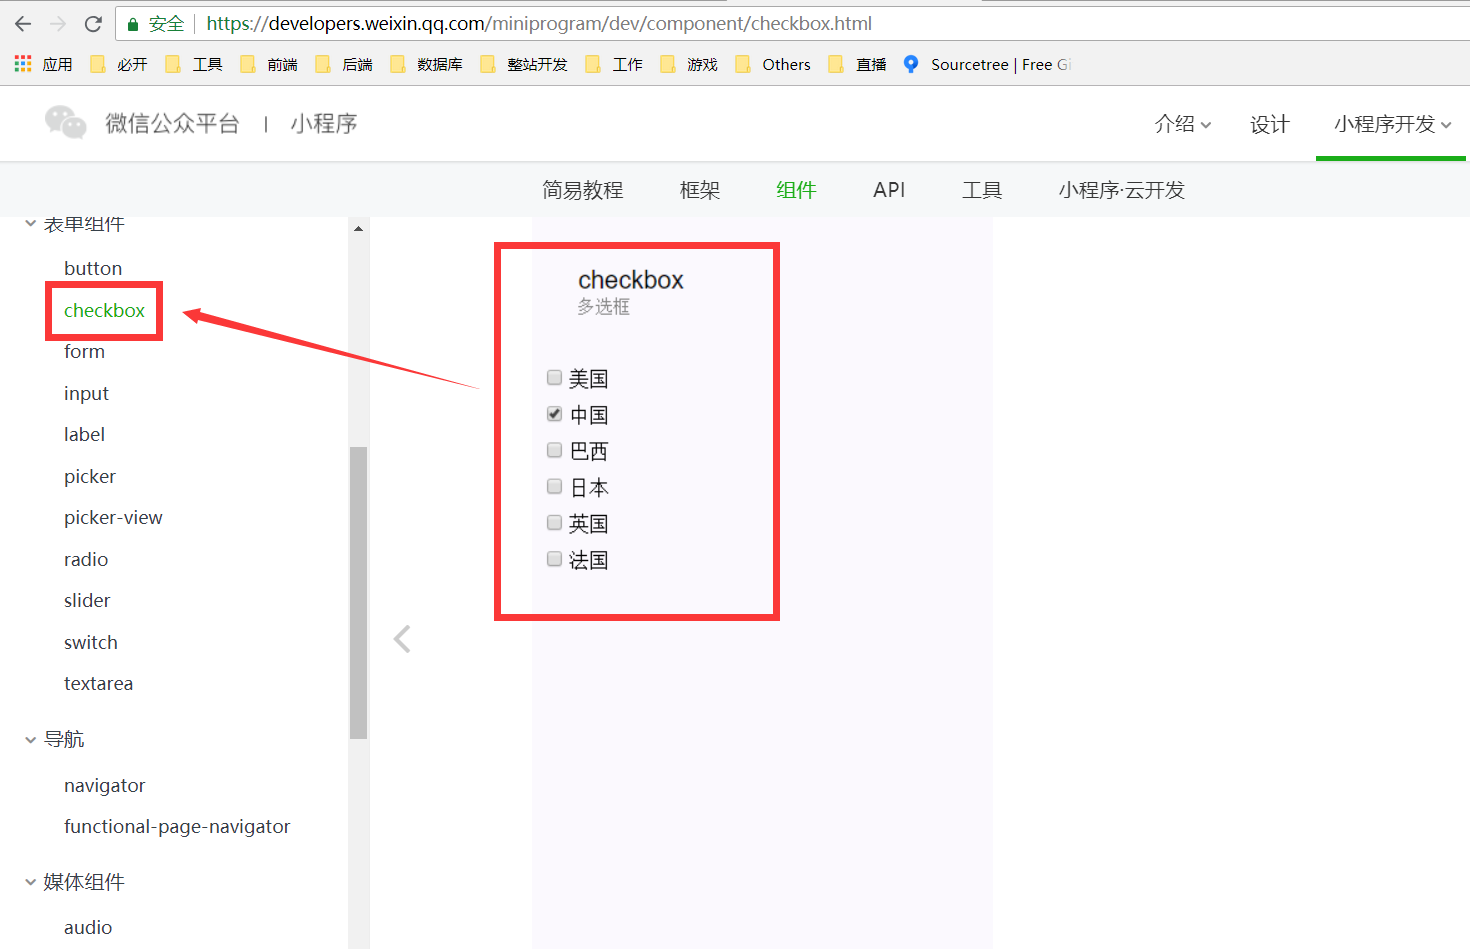 安全 https://developers.weixin.qq.com/miniprogram/dev/component/checkbox.html
应用 必开 工具 前端 后端 数据库 整站开发 工作 游戏 Others 直播 Sourcetree | Free Gi
微信公众平台 | 小程序 介绍 设计 小程序开发
简易教程 框架 组件 API 工具 小程序·云开发
表单组件
button
checkbox
form
input
label
picker
picker-view
radio
slider
switch
textarea
导航
navigator
functional-page-navigator
媒体组件
audio
checkbox
多选框
美国
中国
巴西
日本
英国
法国